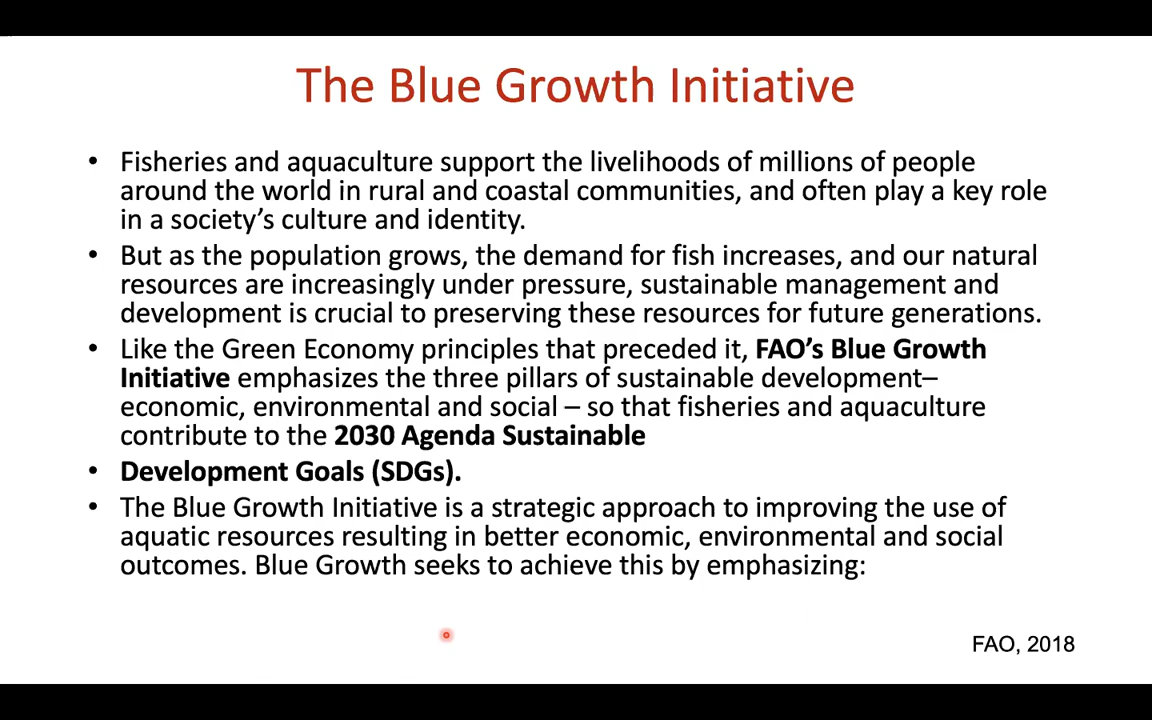 The Blue Growth Initiative
• Fisheries and aquaculture support the livelihoods of millions of people
around the world in rural and coastal communities, and often play a key role
in a society’s culture and identity.
• But as the population grows, the demand for fish increases, and our natural
resources are increasingly under pressure, sustainable management and
development is crucial to preserving these resources for future generations.
• Like the Green Economy principles that preceded it, FAO’s Blue Growth
Initiative emphasizes the three pillars of sustainable development–
economic, environmental and social – so that fisheries and aquaculture
contribute to the 2030 Agenda Sustainable
• Development Goals (SDGs).
• The Blue Growth Initiative is a strategic approach to improving the use of
aquatic resources resulting in better economic, environmental and social
outcomes. Blue Growth seeks to achieve this by emphasizing:
FAO, 2018